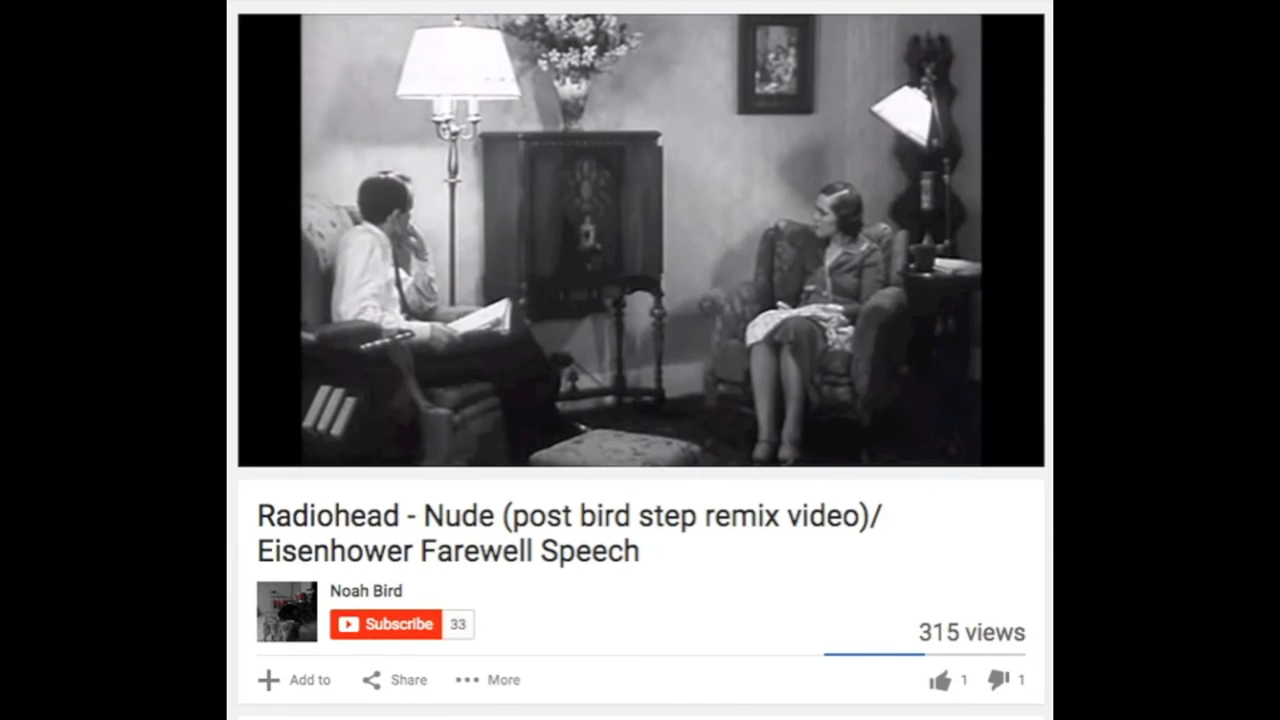 Radiohead - Nude (post bird step remix video)/
Eisenhower Farewell Speech
Noah Bird
Subscribe 33
315 views
Add to Share More 1 1